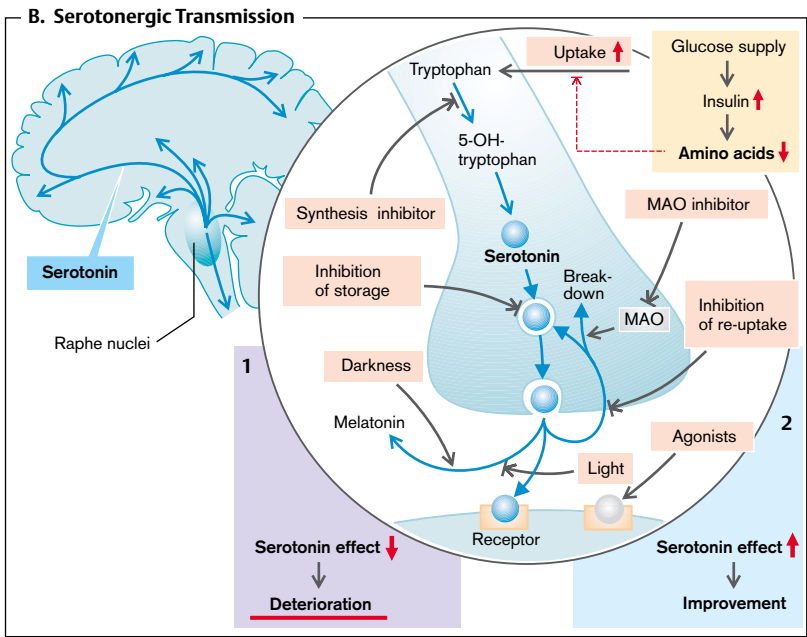 B. Serotonergic Transmission
Uptake
Glucose supply
Tryptophan
Insulin
5-OH-
tryptophan
Amino acids
Synthesis inhibitor
MAO inhibitor
Serotonin
Serotonin
Inhibition
of storage
Break-
down
MAO
Inhibition
of re-uptake
Raphe nuclei
1
Darkness
Melatonin
2
Agonists
Light
Receptor
Serotonin effect
Deterioration
Serotonin effect
Improvement